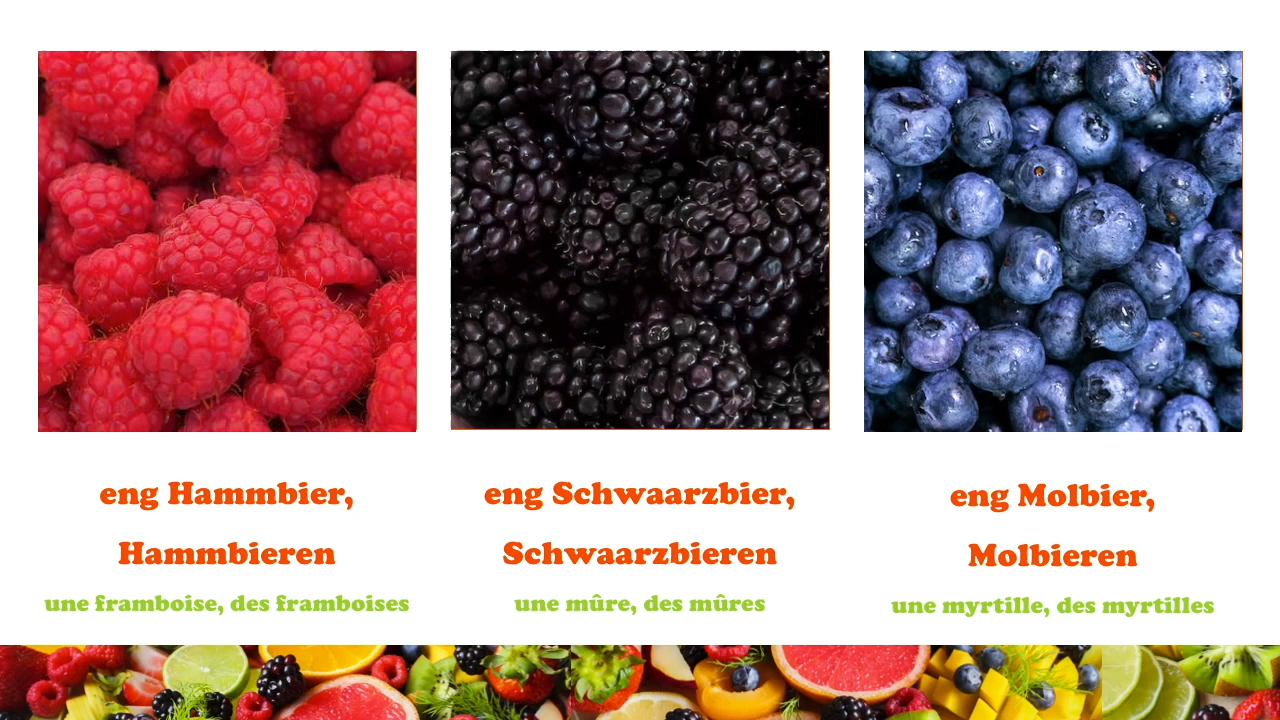 eng Hammbier,
Hammbieren
une framboise, des framboises
eng Schwaarzbier,
Schwaarzbieren
une mûre, des mûres
eng Molbier,
Molbieren
une myrtille, des myrtilles